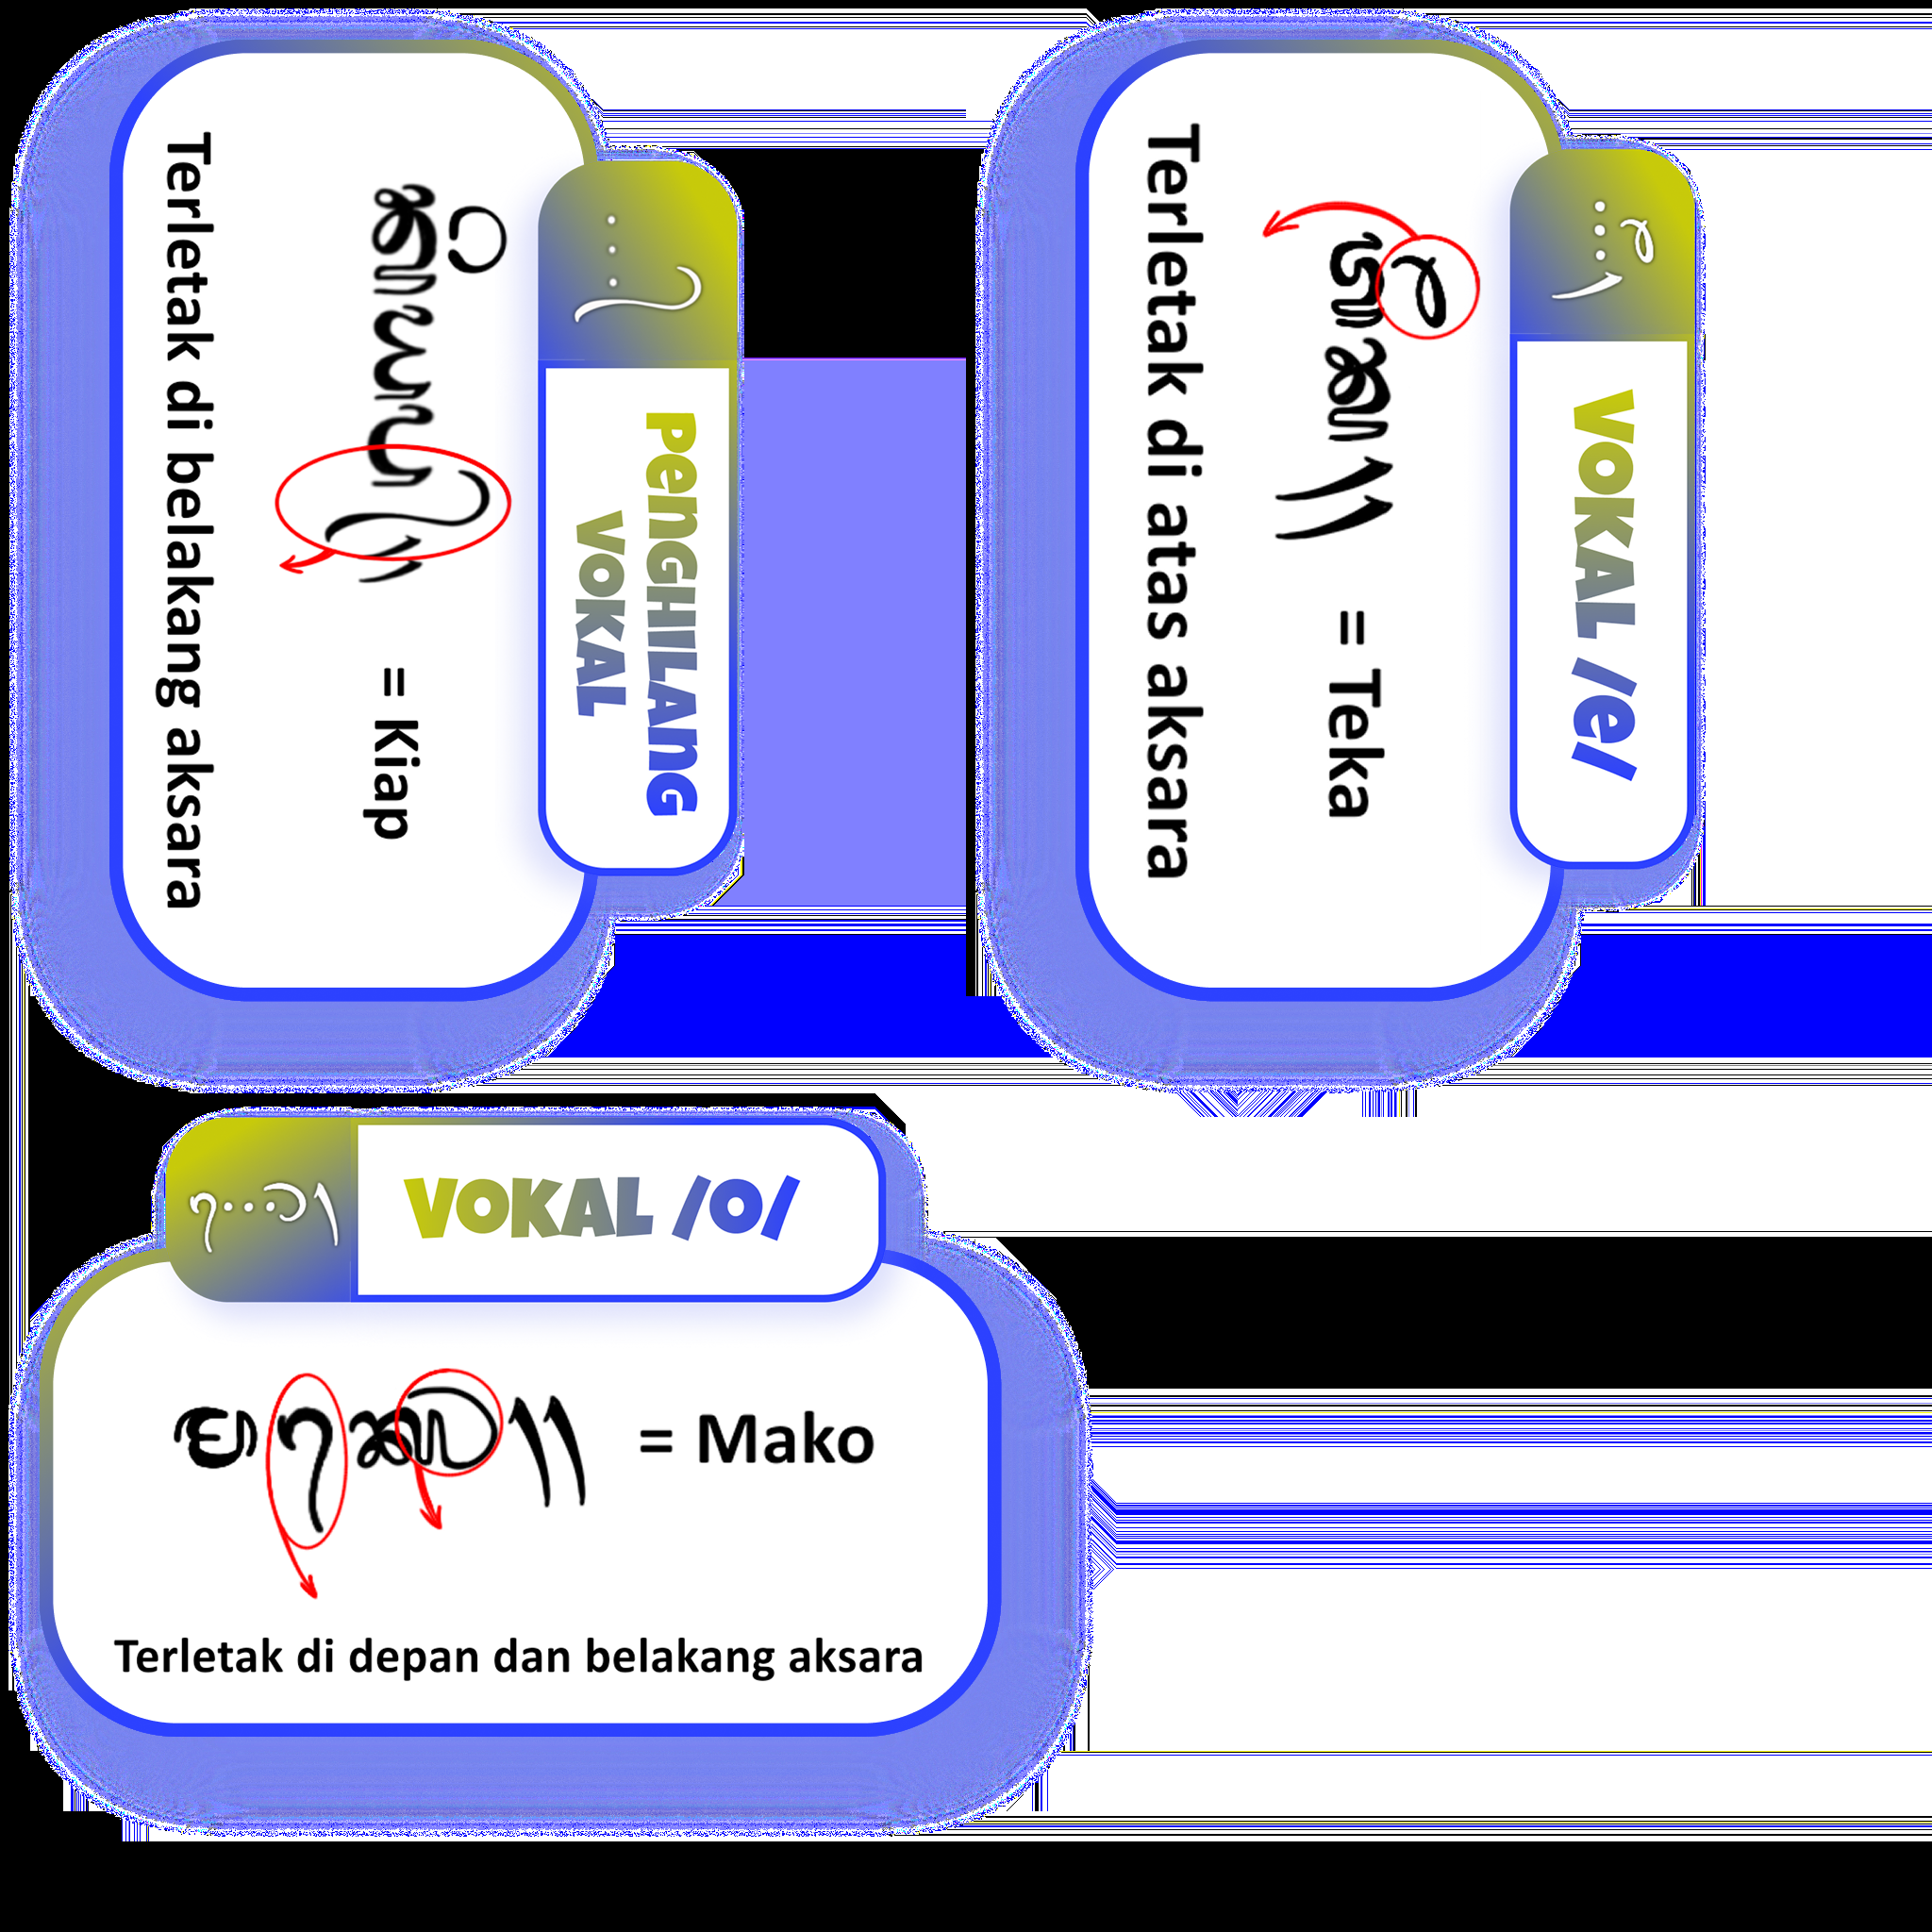 PENGHILANG
VOKAL
= Kiap
Terletak di belakang aksara
VOKAL /e/
= Teka
Terletak di atas aksara
VOKAL /o/
= Mako
Terletak di depan dan belakang aksara